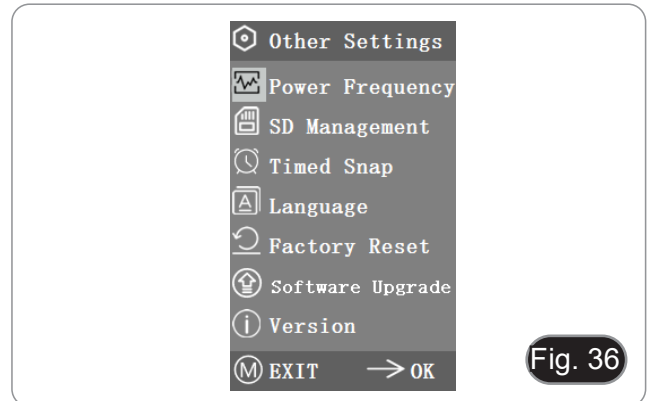 Other Settings
Power Frequency
SD Management
Timed Snap
A Language
Factory Reset
Software Upgrade
i Version
M EXIT → OK
Fig. 36